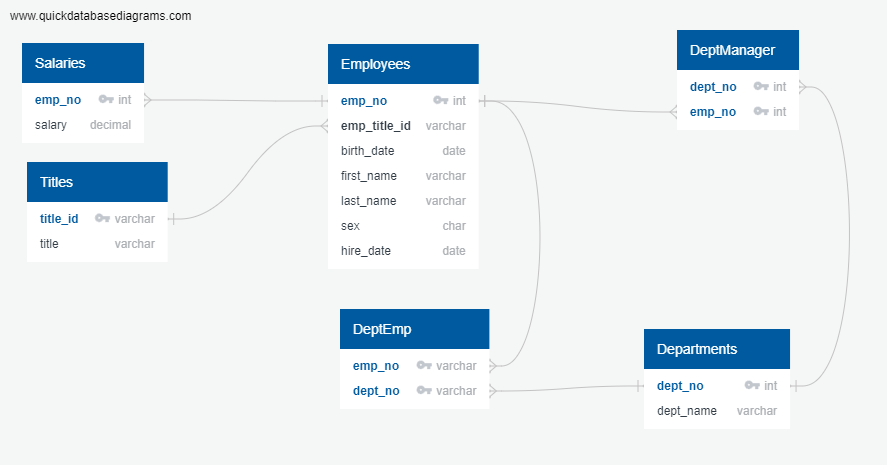 www.quickdatabasediagrams.com
Salaries
emp_no int
salary decimal
Titles
title_id varchar
title varchar
Employees
emp_no int
emp_title_id varchar
birth_date date
first_name varchar
last_name varchar
sex char
hire_date date
DeptManager
dept_no int
emp_no int
DeptEmp
emp_no varchar
dept_no varchar
Departments
dept_no int
dept_name varchar